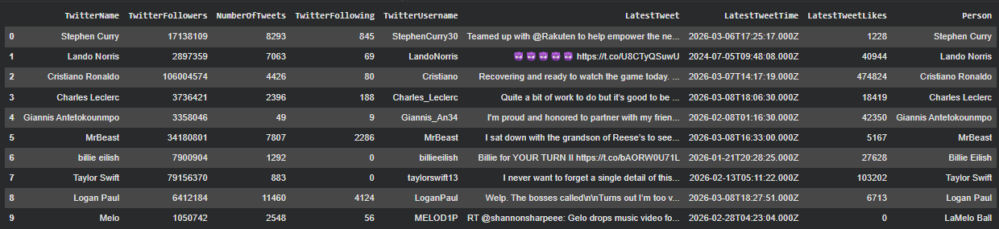 TwitterName TwitterFollowers NumberOfTweets TwitterFollowing TwitterUsername LatestTweet LatestTweetTime LatestTweetLikes Person
0 Stephen Curry 17138109 8293 845 StephenCurry30 Teamed up with @Rakuten to help empower the ne... 2026-03-06T17:25:17.000Z 1228 Stephen Curry
1 Lando Norris 2897359 7063 69 LandoNorris 😈 😈 😈 😈 😈 https://t.co/U8CTyQSuwU 2024-07-05T09:48:08.000Z 40944 Lando Norris
2 Cristiano Ronaldo 106004574 4426 80 Cristiano Recovering and ready to watch the game today. ... 2026-03-07T14:17:19.000Z 474824 Cristiano Ronaldo
3 Charles Leclerc 3736421 2396 188 Charles_Leclerc Quite a bit of work to do but it's good to be ... 2026-03-08T18:06:30.000Z 18419 Charles Leclerc
4 Giannis Antetokounmpo 3358046 49 9 Giannis_An34 I'm proud and honored to partner with my frien... 2026-02-08T01:16:30.000Z 42350 Giannis Antetokounmpo
5 MrBeast 34180801 7807 2286 MrBeast I sat down with the grandson of Reese's to see... 2026-03-08T16:33:00.000Z 5167 MrBeast
6 billie eilish 7900904 1292 0 billieeilish Billie for YOUR TURN II https://t.co/bAORW0U71L 2026-01-21T20:28:25.000Z 27628 Billie Eilish
7 Taylor Swift 79156370 883 0 taylorswift13 I never want to forget a single detail of this... 2026-02-13T05:11:22.000Z 103202 Taylor Swift
8 Logan Paul 6412184 11460 4124 LoganPaul Welp. The bosses called\n\nTurns out I'm too v... 2026-03-08T18:27:51.000Z 6713 Logan Paul
9 Melo 1050742 2548 56 MELOD1P RT @shannonsharpeee: Gelo drops music video fo... 2026-02-28T04:23:04.000Z 0 LaMelo Ball